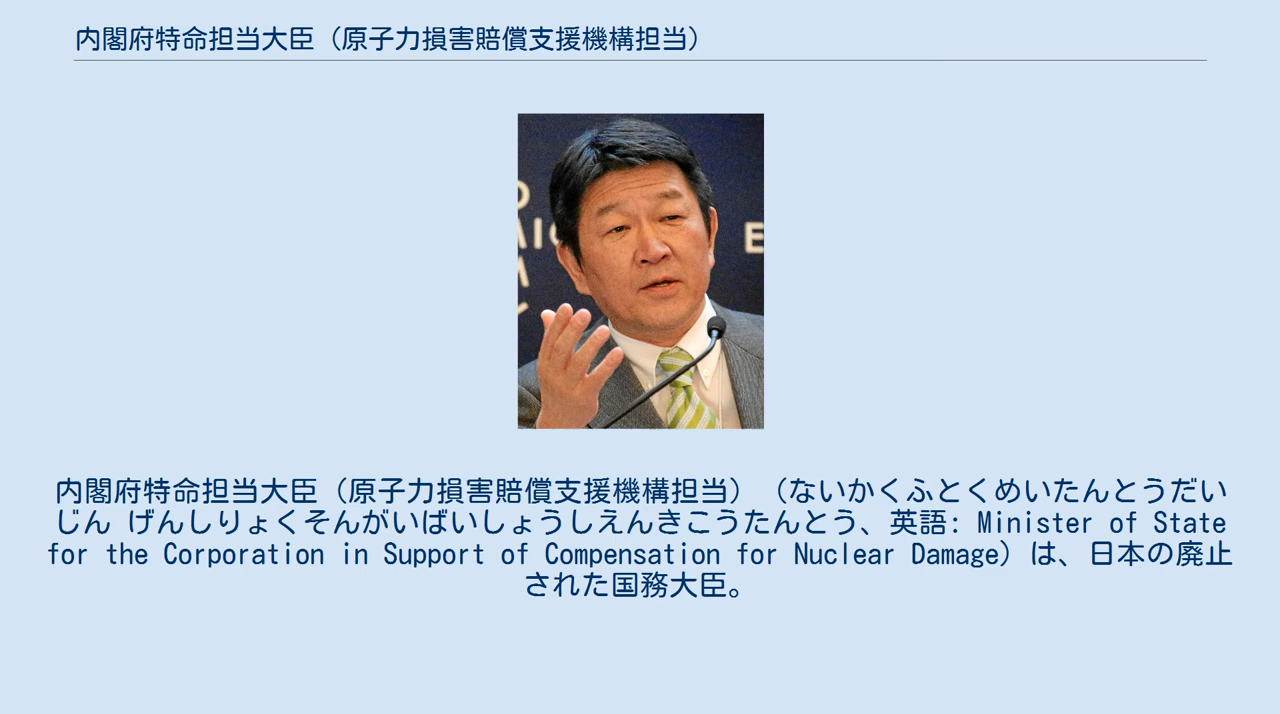 内閣府特命担当大臣（原子力損害賠償支援機構担当）
内閣府特命担当大臣（原子力損害賠償支援機構担当）（ないかくふとくめいたんとうだい
じん げんしりょくそんがいばいしょうしえんきこうたんとう、英語: Minister of State
for the Corporation in Support of Compensation for Nuclear Damage）は、日本の廃止
された国務大臣。